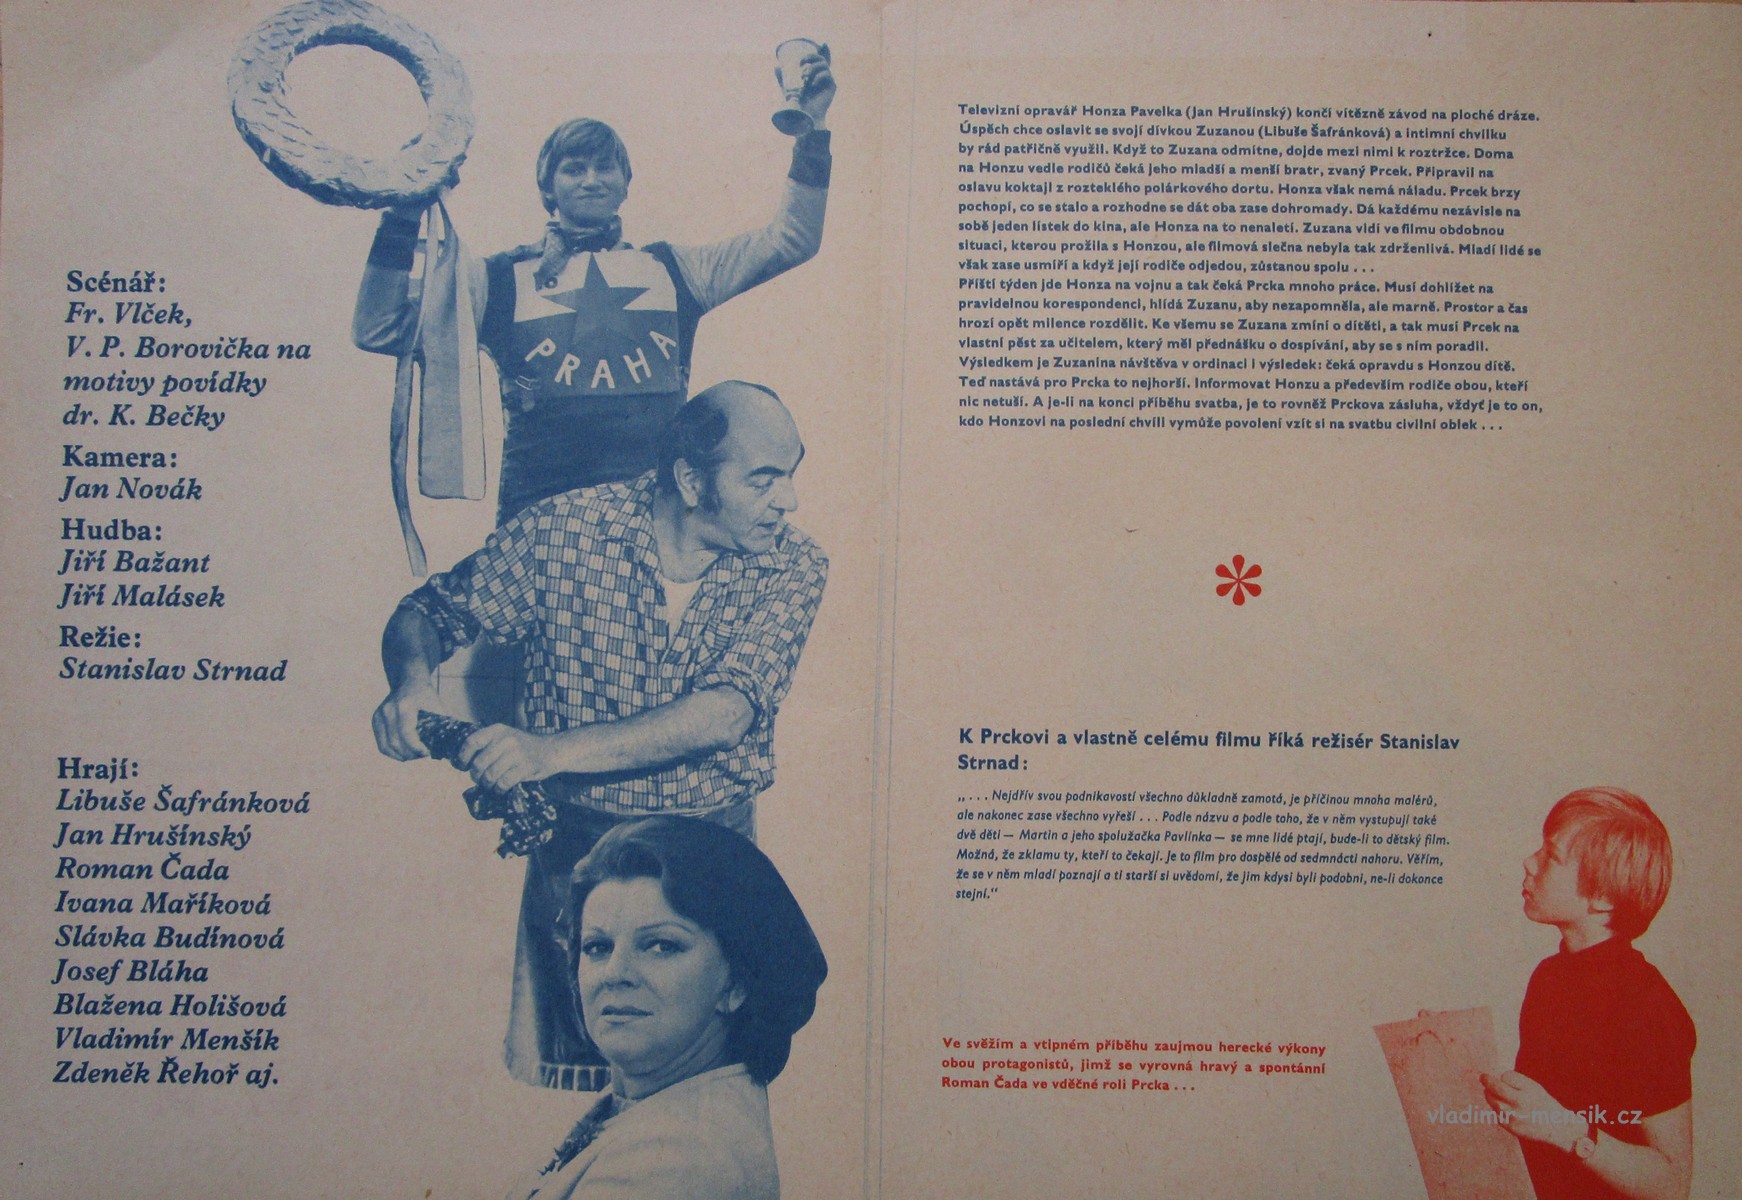 Scénář:
Fr. Vlček,
V. P. Borovička na
motivy povídky
dr. K. Bečky
Kamera:
Jan Novák
Hudba:
Jiří Bažant
Jiří Malásek
Režie:
Stanislav Strnad
Hrají:
Libuše Šafránková
Jan Hrušínský
Roman Čada
Ivana Maříková
Slávka Budínová
Josef Bláha
Blažena Holišová
Vladimír Menšík
Zdeněk Řehoř aj.
PRAHA
Televizní opravář Honza Pavelka (Jan Hrušínský) končí vítězně závod na ploché dráze.
Úspěch chce oslavit se svojí dívkou Zuzanou (Libuše Šafránková) a intimní chvilku
by rád patřičně využil. Když to Zuzana odmítne, dojde mezi nimi k roztržce. Doma
na Honzu vedle rodičů čeká jeho mladší a menší bratr, zvaný Prcek. Připravil na
oslavu koktajl z rozteklého polárkového dortu. Honza však nemá náladu. Prcek brzy
pochopí, co se stalo a rozhodne se dát oba zase dohromady. Dá každému nezávisle na
sobě jeden lístek do kina, ale Honza na to nenaletí. Zuzana vidí ve filmu obdobnou
situaci, kterou prožila s Honzou, ale filmová slečna nebyla tak zdrženlivá. Mladí lidé se
však zase usmíří a když její rodiče odjedou, zůstanou spolu . . .
Příští týden jde Honza na vojnu a tak čeká Prcka mnoho práce. Musí dohlížet na
pravidelnou korespondenci, hlídá Zuzanu, aby nezapomněla, ale marně. Prostor a čas
hrozí opět milence rozdělit. Ke všemu se Zuzana zmíní o dítěti, a tak musí Prcek na
vlastní pěst za učitelem, který měl přednášku o dospívání, aby se s ním poradil.
Výsledkem je Zuzanina návštěva v ordinaci i výsledek: čeká opravdu s Honzou dítě.
Teď nastává pro Prcka to nejhorší. Informovat Honzu a především rodiče obou, kteří
nic netuší. A je-li na konci příběhu svatba, je to rovněž Prckova zásluha, vždyť je to on,
kdo Honzovi na poslední chvíli vymůže povolení vzít si na svatbu civilní oblek . . .
K Prckovi a vlastně celému filmu říká režisér Stanislav
Strnad:
„ . . . Nejdřív svou podnikavostí všechno důkladně zamotá, je příčinou mnoha malérů,
ale nakonec zase všechno vyřeší . . . Podle názvu a podle toho, že v něm vystupují také
dvě děti — Martin a jeho spolužačka Pavlínka — se mne lidé ptají, bude-li to dětský film.
Možná, že zklamu ty, kteří to čekají. Je to film pro dospělé od sedmnácti nahoru. Věřím,
že se v něm mladí poznají a ti starší si uvědomí, že jim kdysi byli podobni, ne-li dokonce
stejní.“
Ve svěžím a vtipném příběhu zaujmou herecké výkony
obou protagonistů, jimž se vyrovná hravý a spontánní
Roman Čada ve vděčné roli Prcka . . .
vladimir-mensik.cz